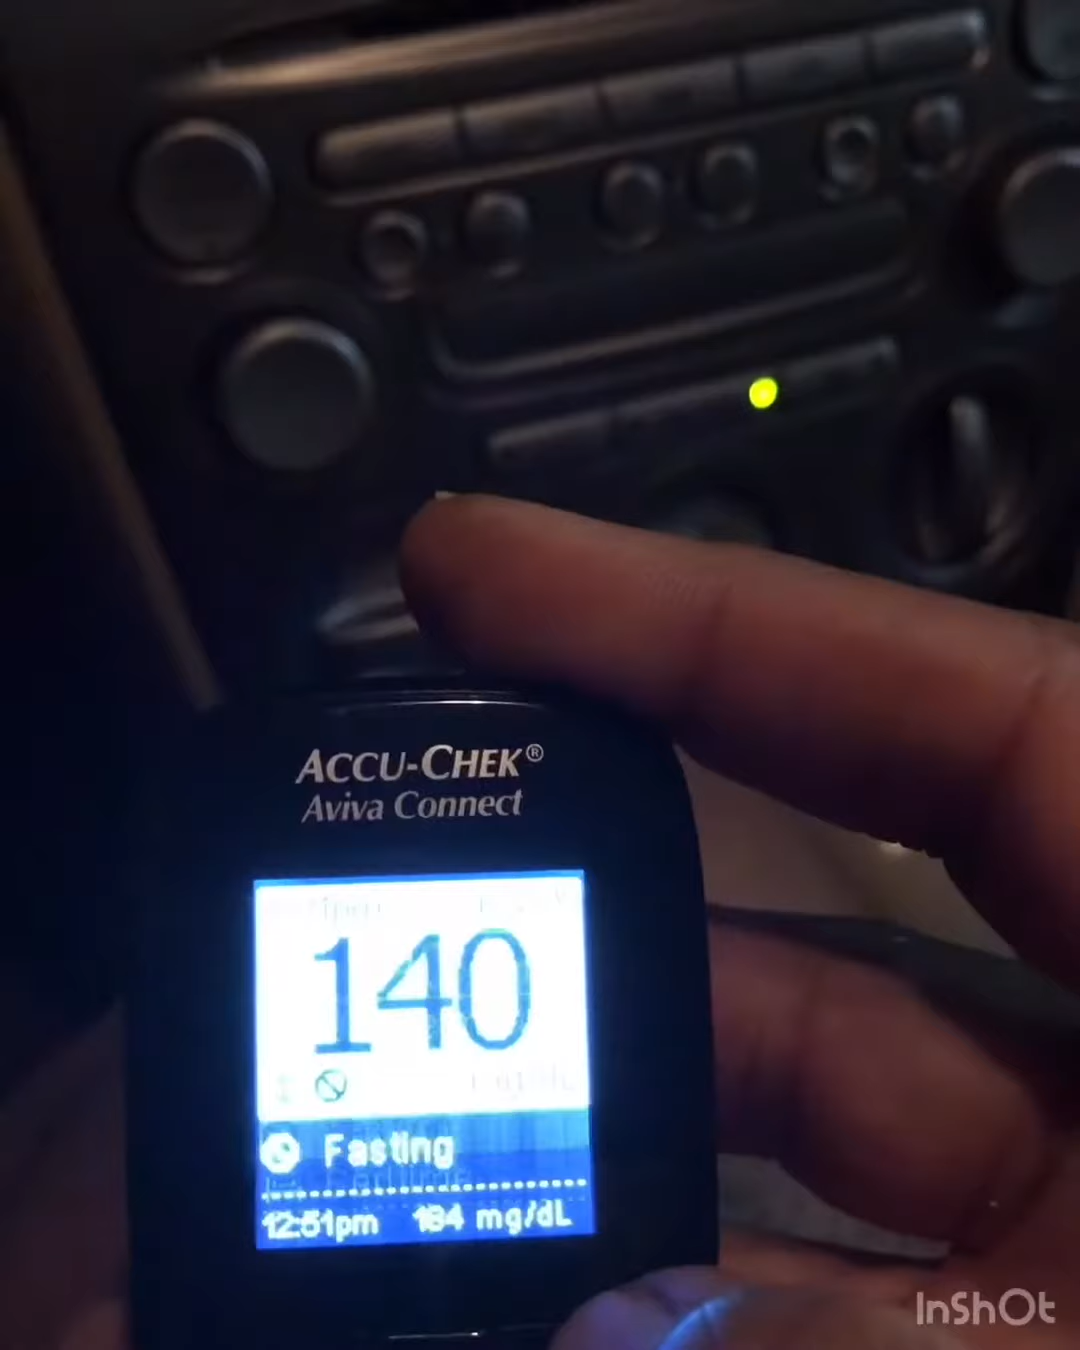 ACCU-CHEK®
Aviva Connect
140
Fasting
12:51pm 184 mg/dL
InShOt